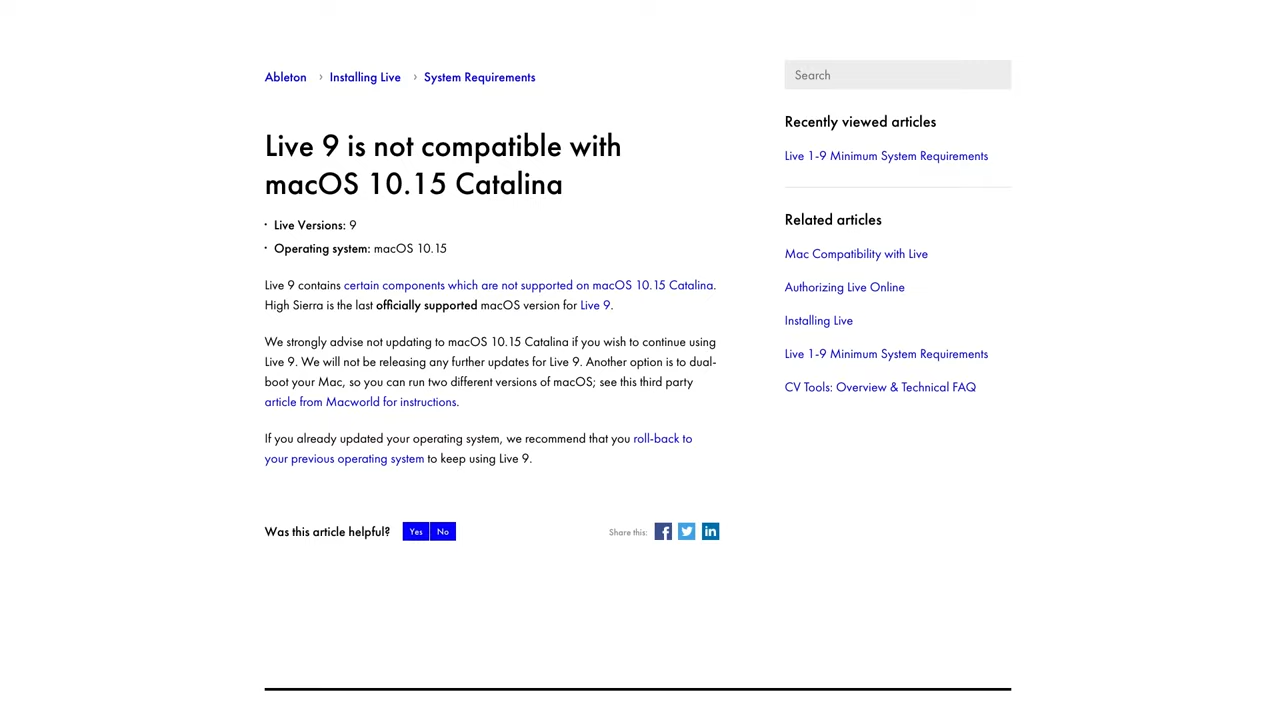 Ableton › Installing Live › System Requirements
Live 9 is not compatible with
macOS 10.15 Catalina
· Live Versions: 9
· Operating system: macOS 10.15
Live 9 contains certain components which are not supported on macOS 10.15 Catalina.
High Sierra is the last officially supported macOS version for Live 9.
We strongly advise not updating to macOS 10.15 Catalina if you wish to continue using
Live 9. We will not be releasing any further updates for Live 9. Another option is to dual-
boot your Mac, so you can run two different versions of macOS; see this third party
article from Macworld for instructions.
If you already updated your operating system, we recommend that you roll-back to
your previous operating system to keep using Live 9.
Was this article helpful? Yes No
Share this:
Search
Recently viewed articles
Live 1-9 Minimum System Requirements
Related articles
Mac Compatibility with Live
Authorizing Live Online
Installing Live
Live 1-9 Minimum System Requirements
CV Tools: Overview & Technical FAQ